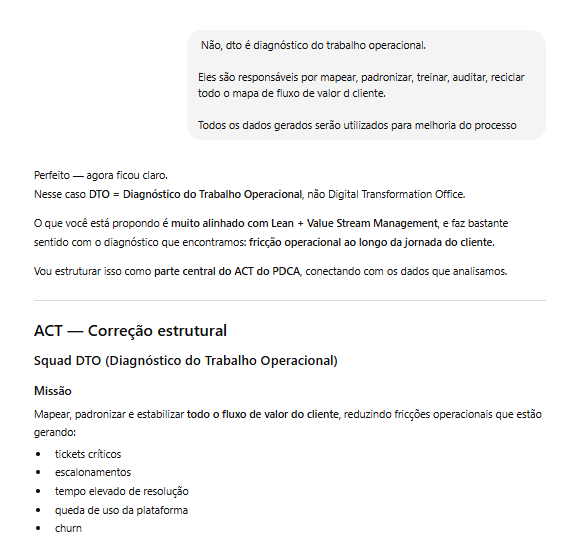 Não, dto é diagnóstico do trabalho operacional.
Eles são responsáveis por mapear, padronizar, treinar, auditar, reciclar
todo o mapa de fluxo de valor d cliente.
Todos os dados gerados serão utilizados para melhoria do processo
Perfeito — agora ficou claro.
Nesse caso DTO = Diagnóstico do Trabalho Operacional, não Digital Transformation Office.
O que você está propondo é muito alinhado com Lean + Value Stream Management, e faz bastante
sentido com o diagnóstico que encontramos: fricção operacional ao longo da jornada do cliente.
Vou estruturar isso como parte central do ACT do PDCA, conectando com os dados que analisamos.
ACT — Correção estrutural
Squad DTO (Diagnóstico do Trabalho Operacional)
Missão
Mapear, padronizar e estabilizar todo o fluxo de valor do cliente, reduzindo fricções operacionais que estão
gerando:
• tickets críticos
• escalonamentos
• tempo elevado de resolução
• queda de uso da plataforma
• churn